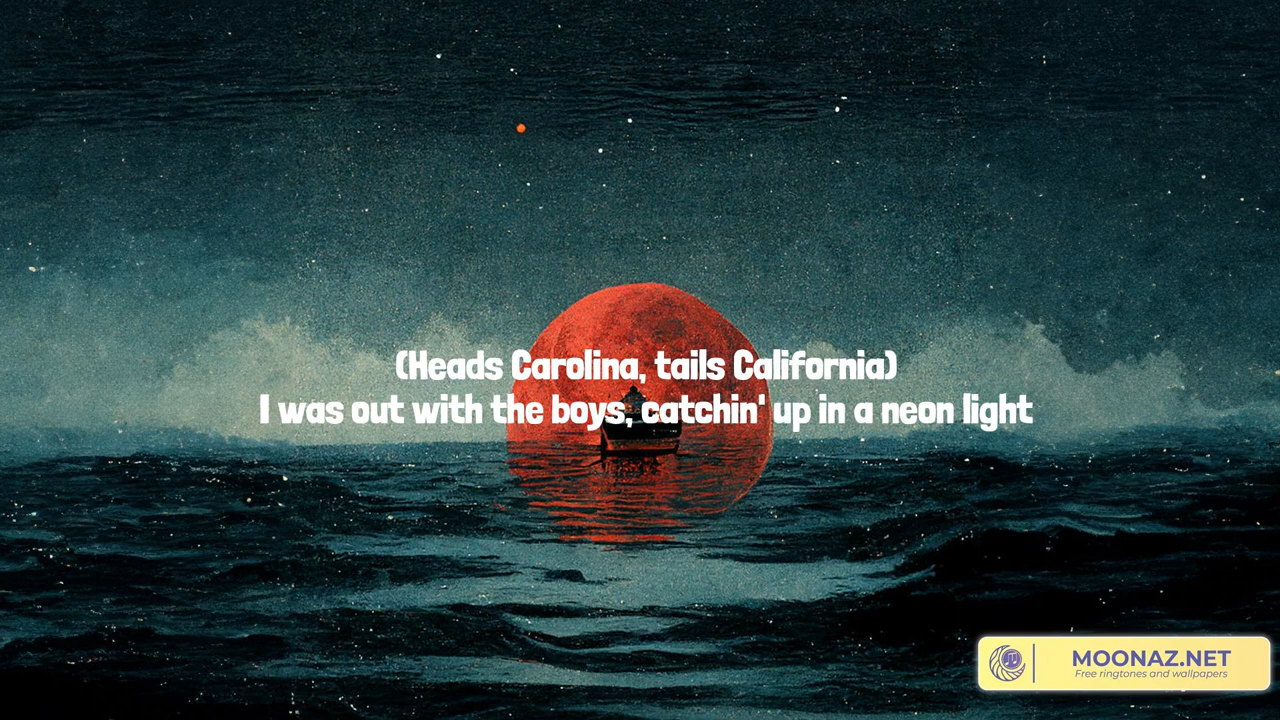 (Heads Carolina, tails California)
I was out with the boys, catchin' up in a neon light
MOONAZ.NET
Free ringtones and wallpapers